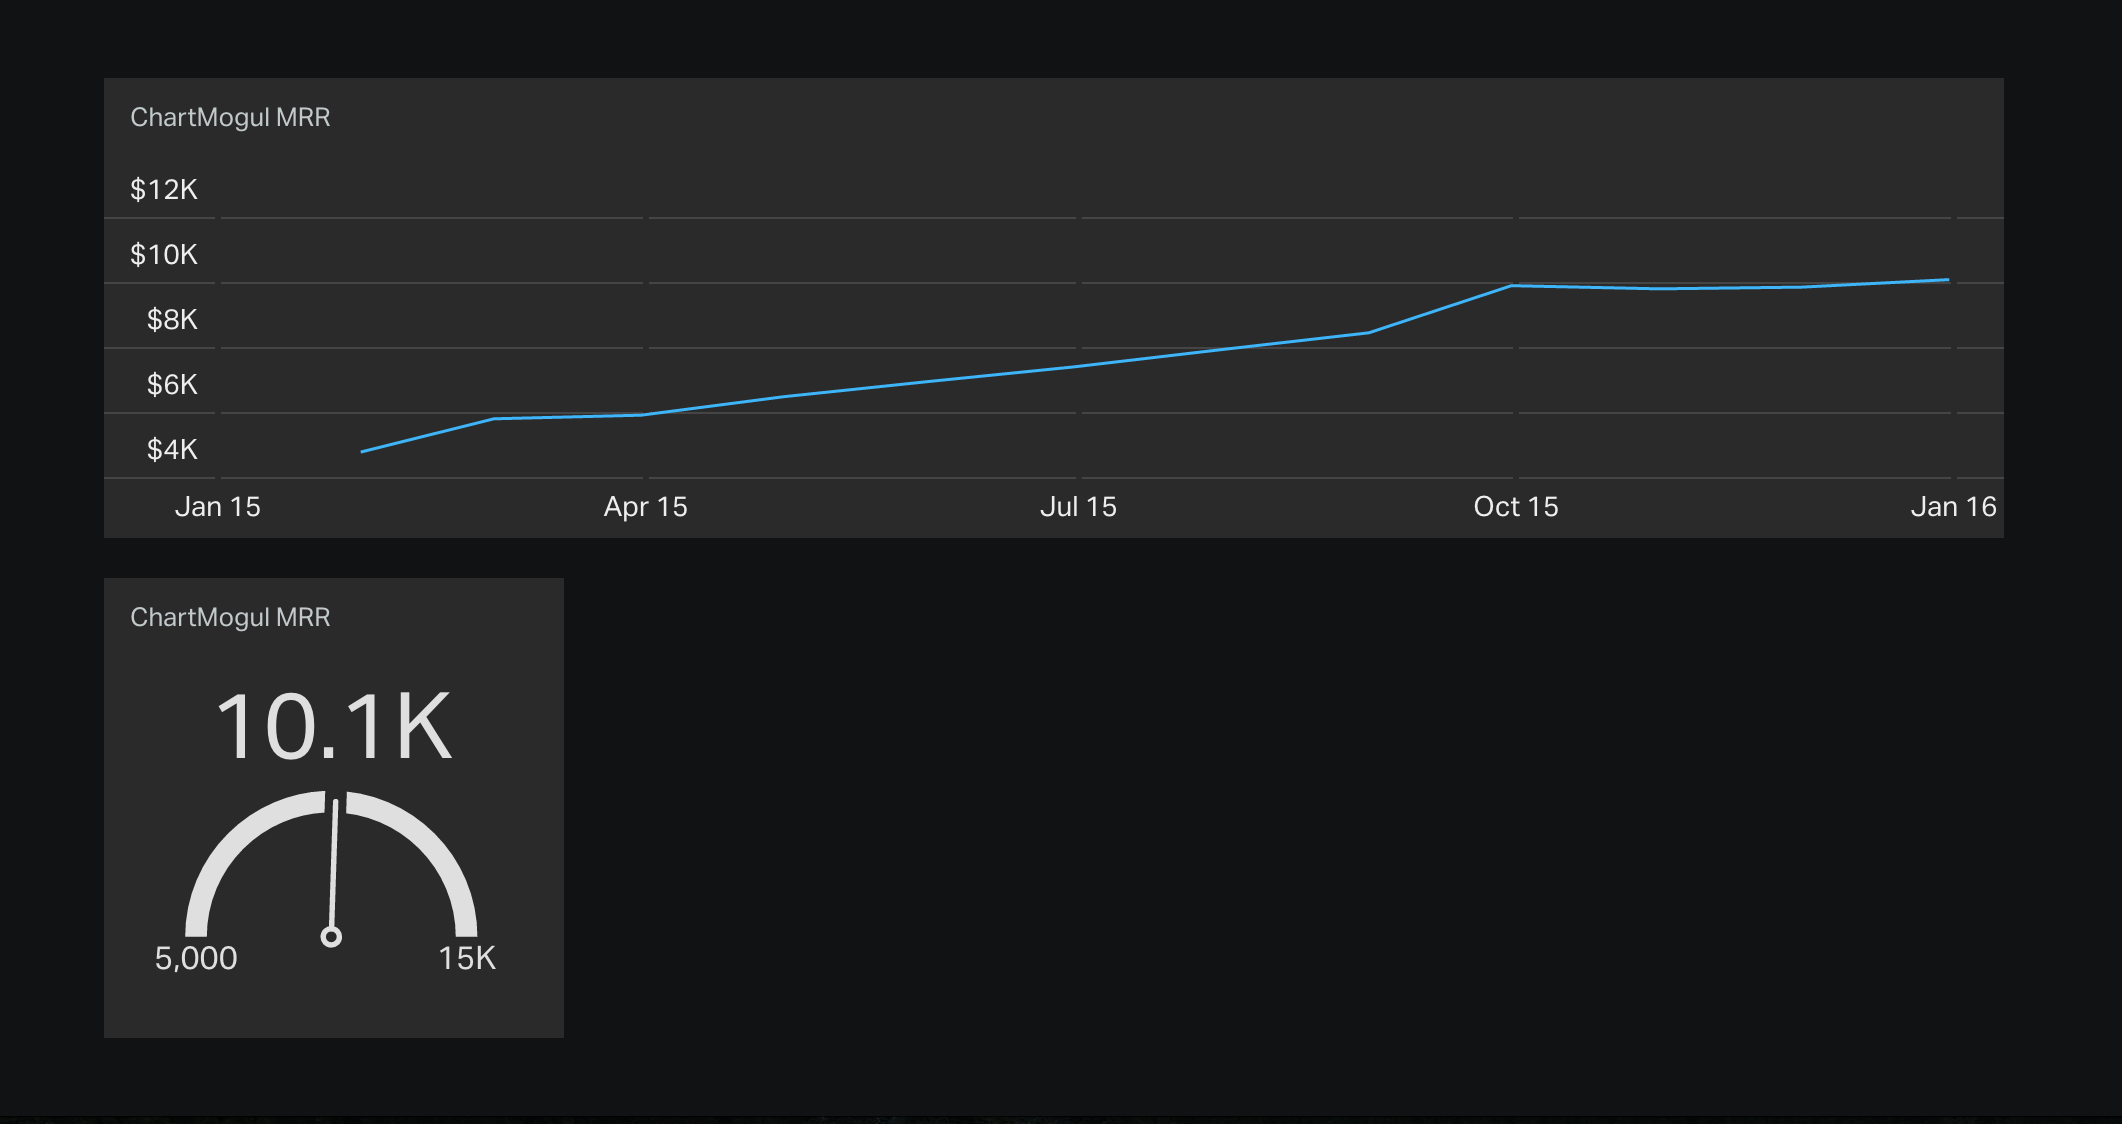 ChartMogul MRR
$12K
$10K
$8K
$6K
$4K
Jan 15 Apr 15 Jul 15 Oct 15 Jan 16
ChartMogul MRR
10.1K
5,000 15K